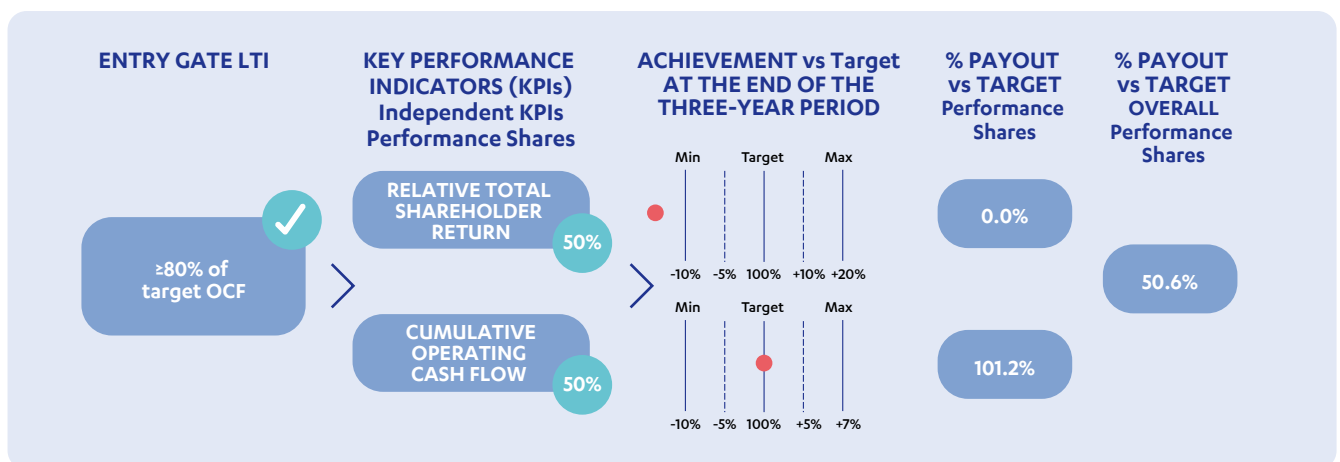 ENTRY GATE LTI
KEY PERFORMANCE
INDICATORS (KPIs)
Independent KPIs
Performance Shares
ACHIEVEMENT vs Target
AT THE END OF THE
THREE-YEAR PERIOD
% PAYOUT
vs TARGET
Performance
Shares
% PAYOUT
vs TARGET
OVERALL
Performance
Shares
≥80% of
target OCF
RELATIVE TOTAL
SHAREHOLDER
RETURN
50%
Min Target Max
-10% -5% 100% +10% +20%
0.0%
CUMULATIVE
OPERATING
CASH FLOW
50%
Min Target Max
-10% -5% 100% +5% +7%
101.2%
50.6%